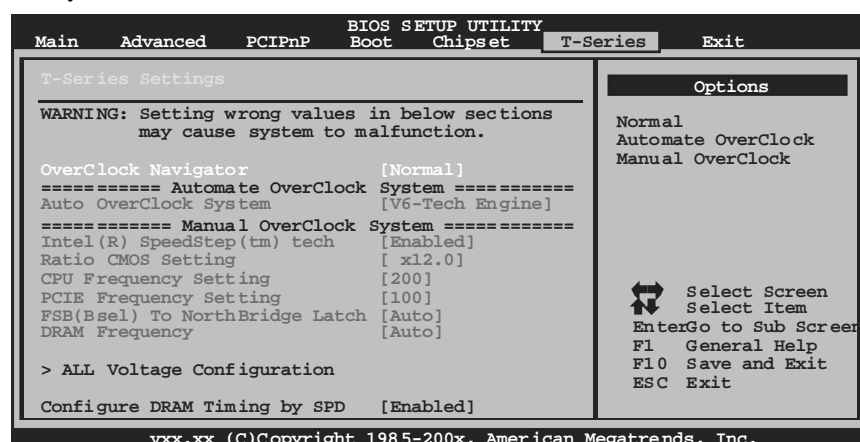 BIOS SETUP UTILITY
Main Advanced PCIPnP Boot Chipset T-Series Exit
T-Series Settings
WARNING: Setting wrong values in below sections
may cause system to malfunction.
OverClock Navigator [Normal]
=========== Automate OverClock System ===========
Auto OverClock System [V6-Tech Engine]
============ Manual OverClock System ============
Intel(R) SpeedStep(tm) tech [Enabled]
Ratio CMOS Setting [ x12.0]
CPU Frequency Setting [200]
PCIE Frequency Setting [100]
FSB(Bsel) To NorthBridge Latch [Auto]
DRAM Frequency [Auto]
> ALL Voltage Configuration
Configure DRAM Timing by SPD [Enabled]
Options
Normal
Automate OverClock
Manual OverClock
Select Screen
Select Item
EnterGo to Sub Screen
F1 General Help
F10 Save and Exit
ESC Exit
vxx.xx (C)Copyright 1985-200x, American Megatrends, Inc.